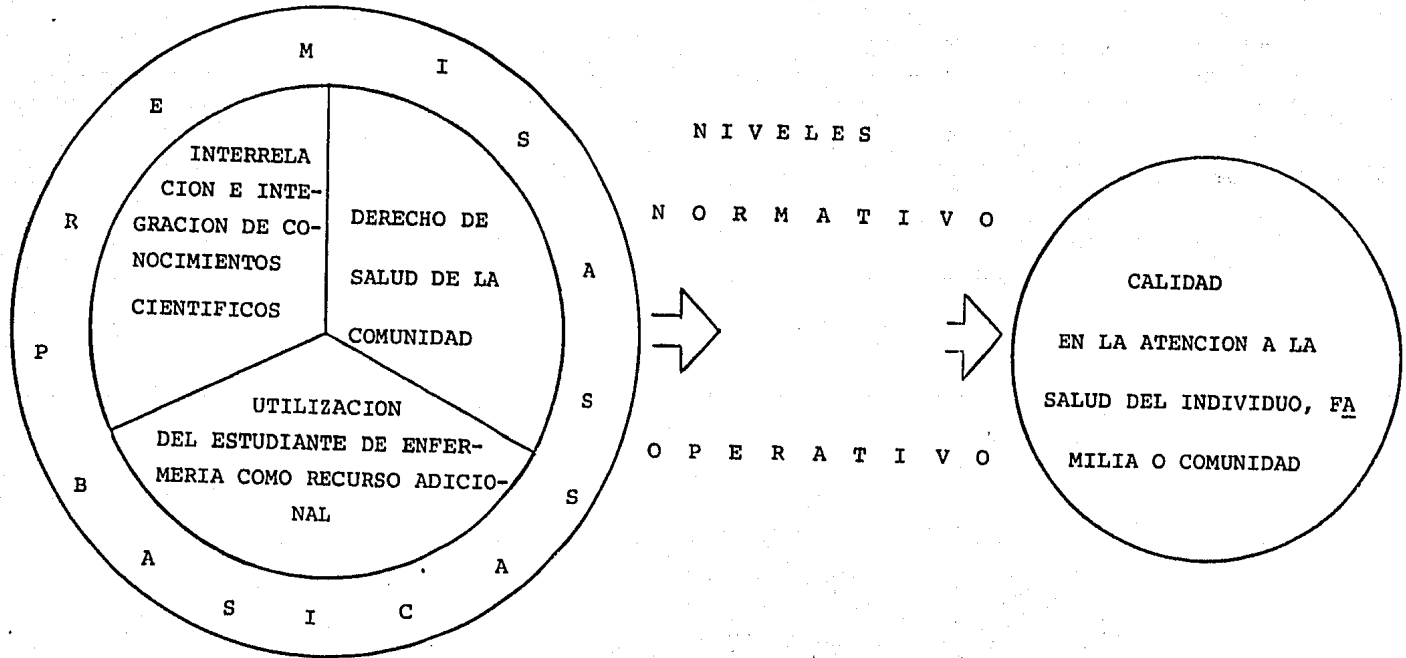 P R E M I S A S
B A S I C A S
INTERRELA
CION E INTE-
GRACION DE CO-
NOCIMIENTOS
CIENTIFICOS
DERECHO DE
SALUD DE LA
COMUNIDAD
UTILIZACION
DEL ESTUDIANTE DE ENFER-
MERIA COMO RECURSO ADICIO-
NAL
N I V E L E S
N O R M A T I V O
O P E R A T I V O
CALIDAD
EN LA ATENCION A LA
SALUD DEL INDIVIDUO, FA
MILIA O COMUNIDAD